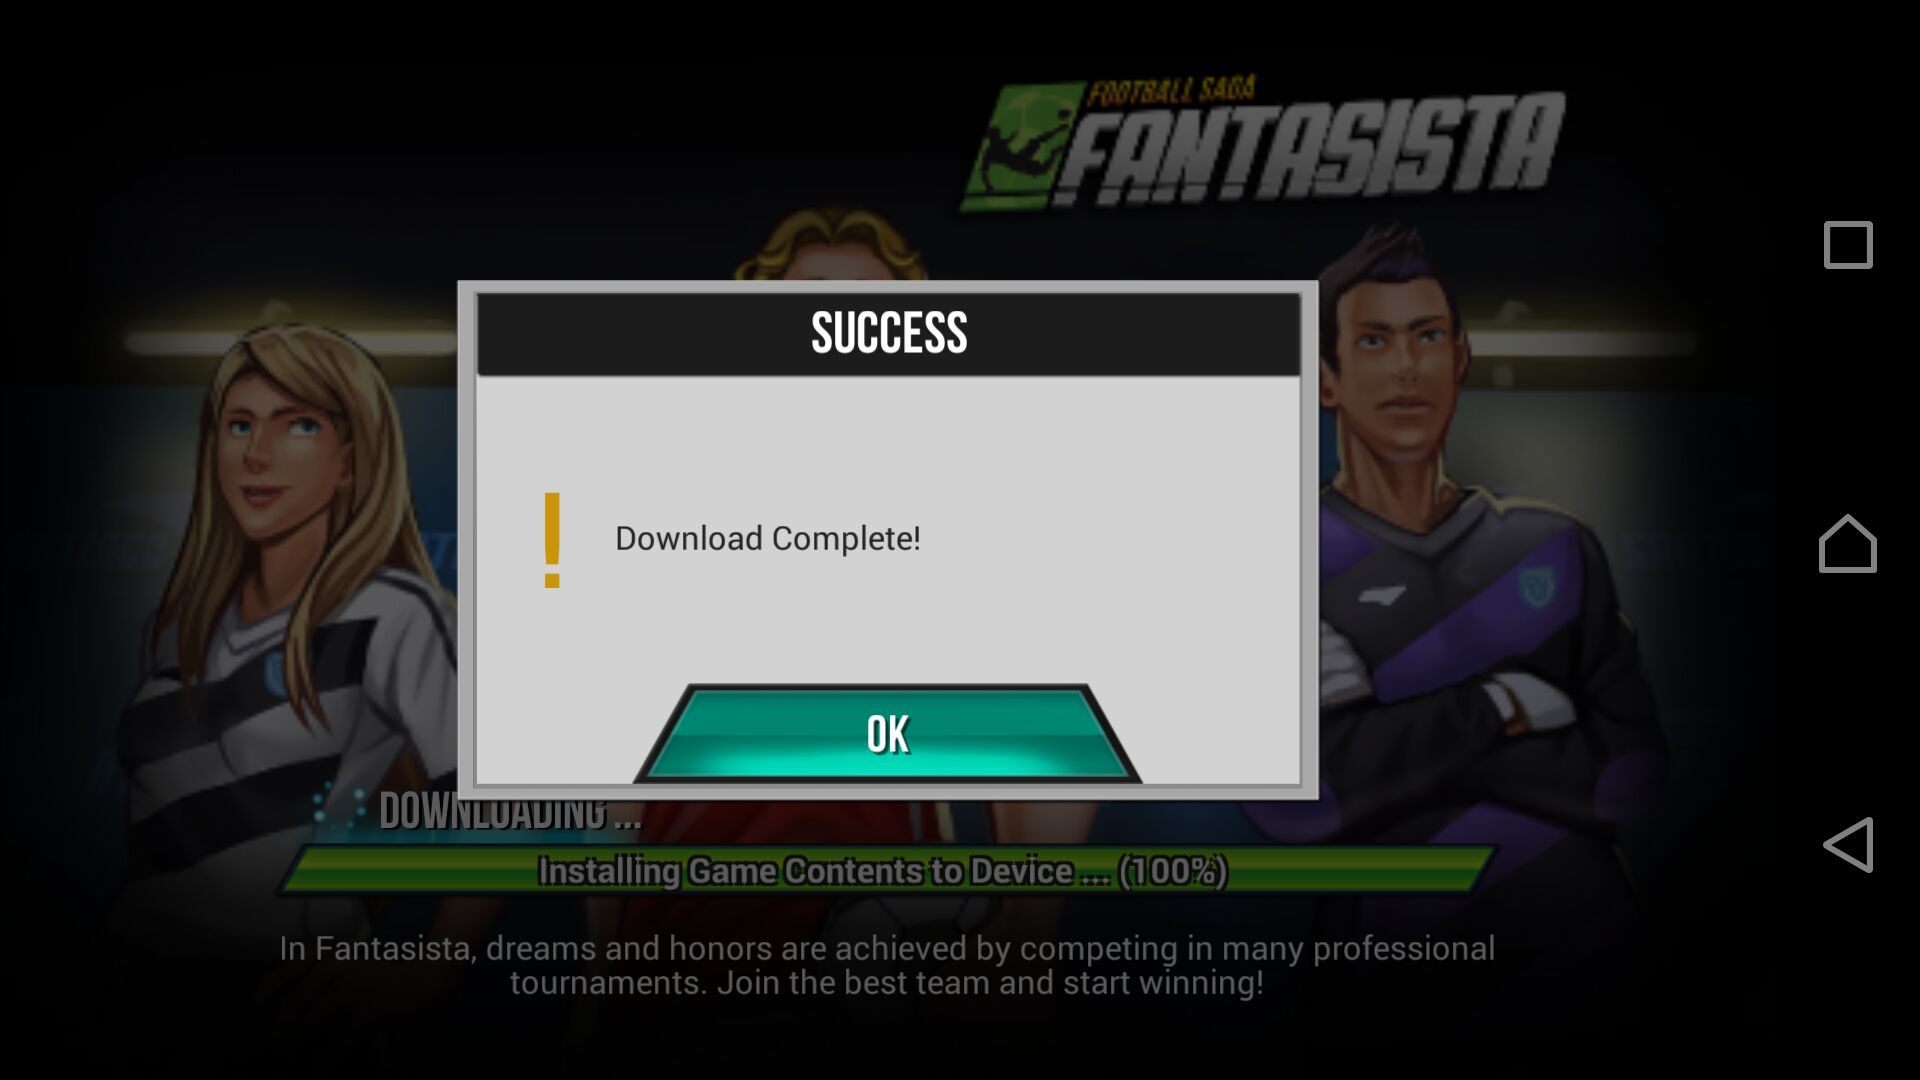 FOOTBALL SAGA
FANTASISTA
SUCCESS
Download Complete!
OK
DOWNLOADING ...
Installing Game Contents to Device ... (100%)
In Fantasista, dreams and honors are achieved by competing in many professional
tournaments. Join the best team and start winning!